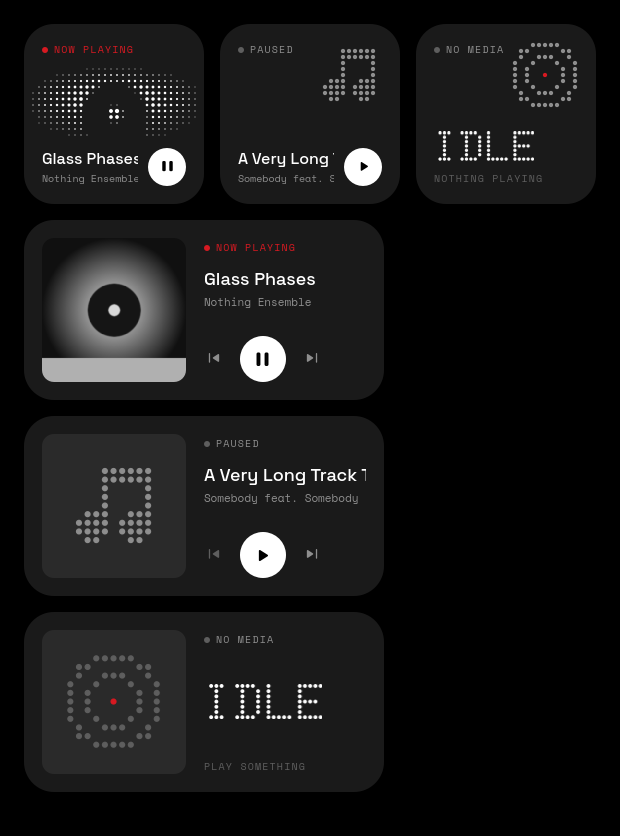 NOW PLAYING
Glass Phases
Nothing Ensemble
PAUSED
A Very Long
Somebody feat. S
NO MEDIA
IDLE
NOTHING PLAYING
NOW PLAYING
Glass Phases
Nothing Ensemble
PAUSED
A Very Long Track
Somebody feat. Somebody
NO MEDIA
IDLE
PLAY SOMETHING